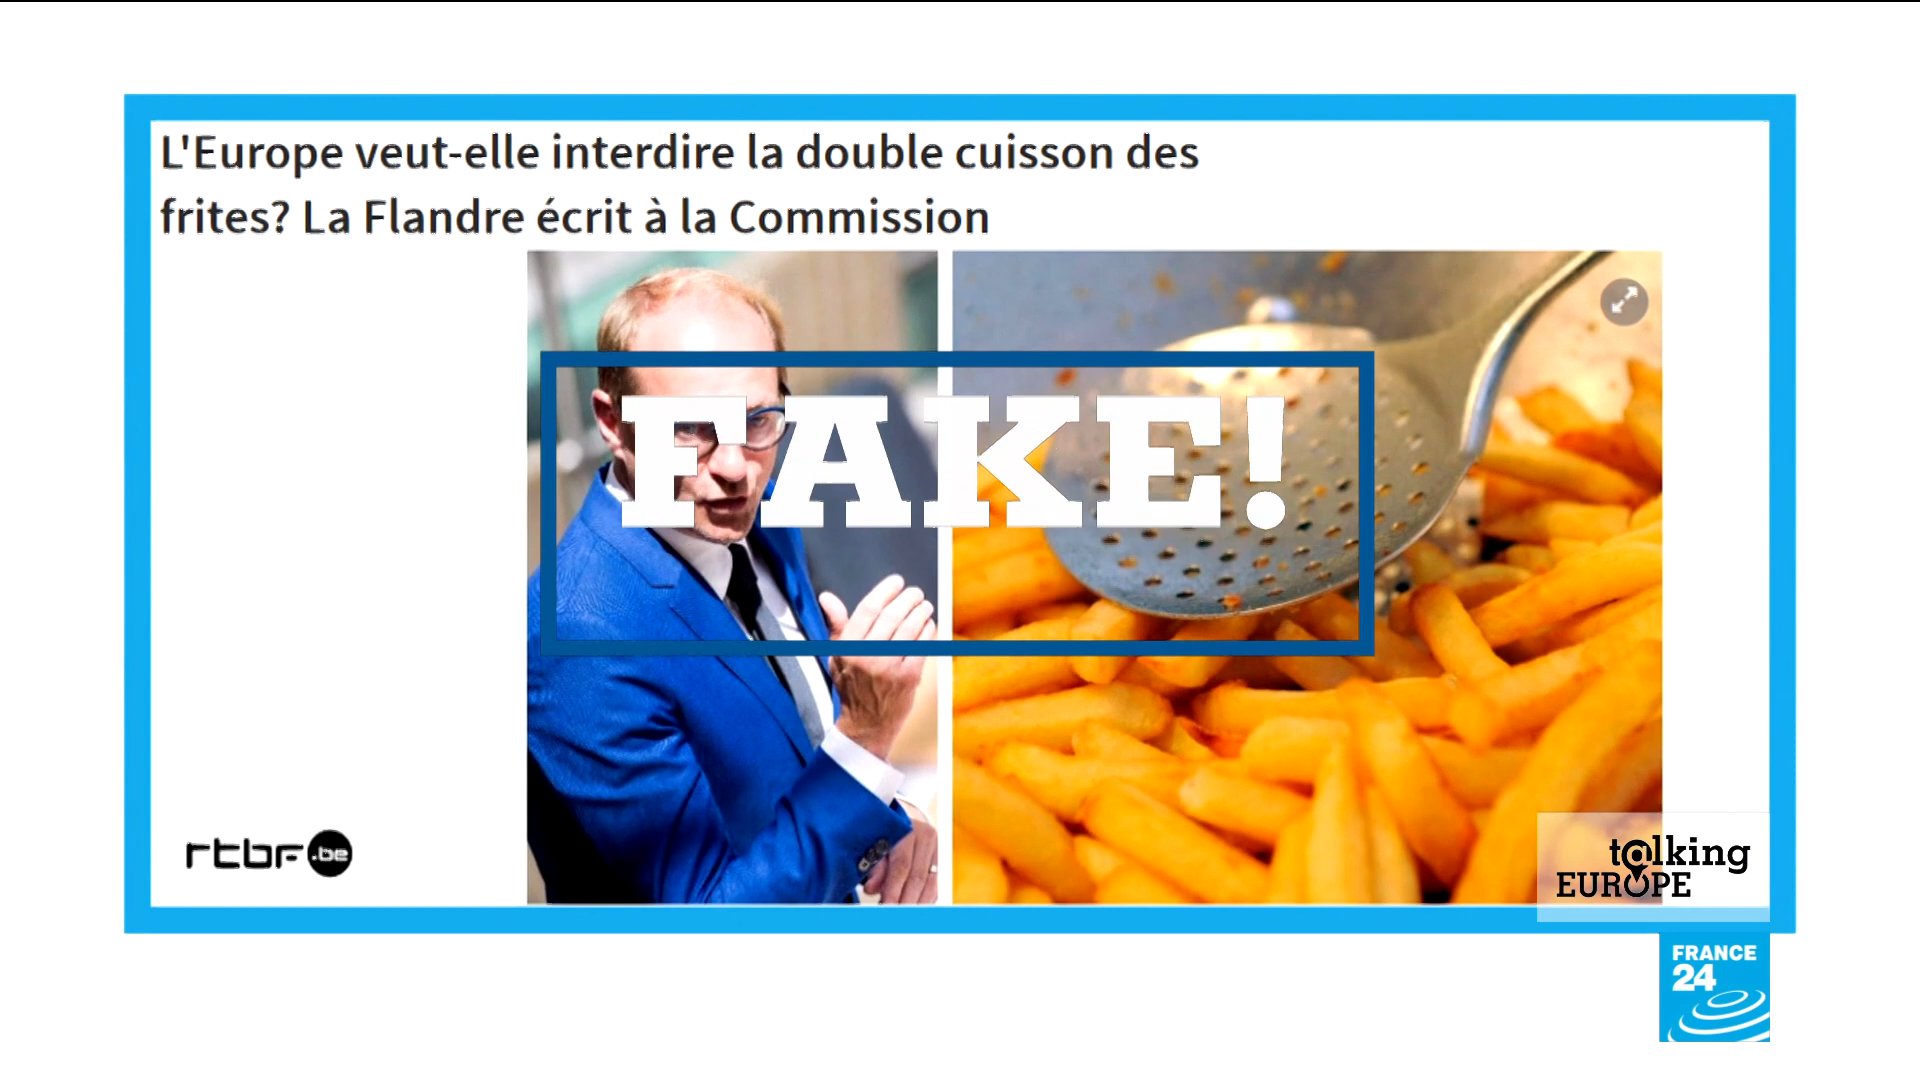 L'Europe veut-elle interdire la double cuisson des
frites? La Flandre écrit à la Commission
FAKE!
rtbf.be
talking
EUROPE
FRANCE
24